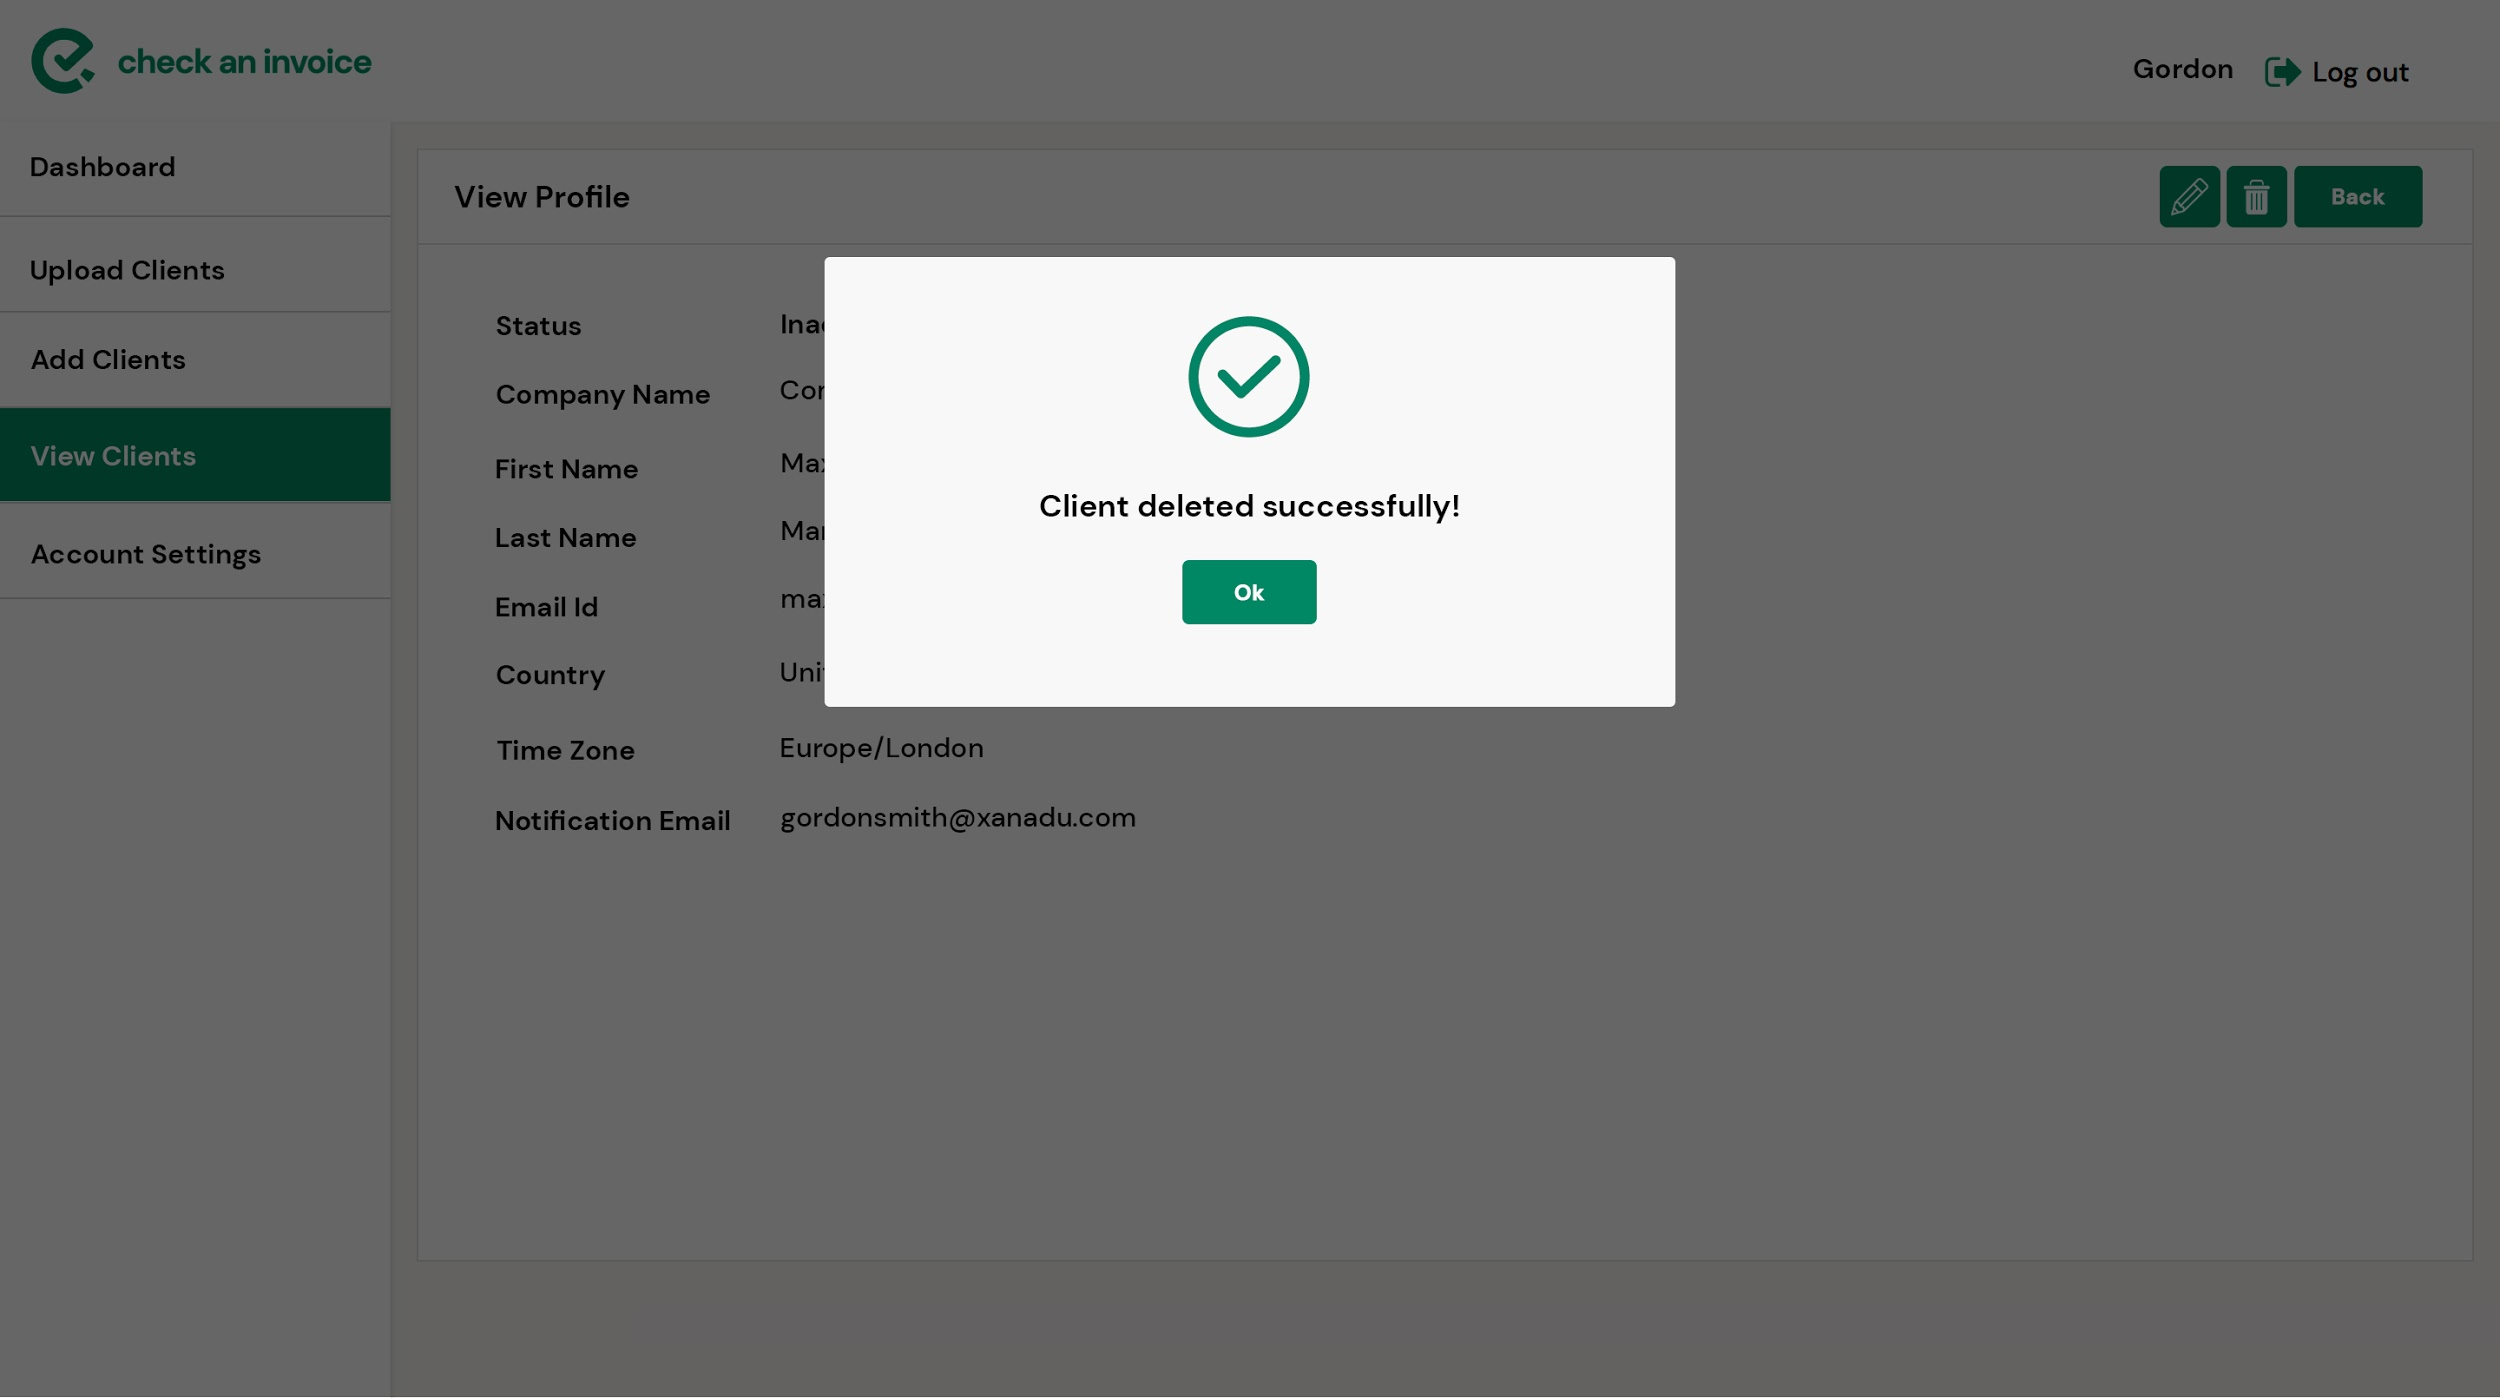 check an invoice
Gordon
Log out
Dashboard
Upload Clients
Add Clients
View Clients
Account Settings
View Profile
Back
Status
Company Name
First Name
Last Name
Email Id
Country
Time Zone Europe/London
Notification Email gordonsmith@xanadu.com
Client deleted successfully!
Ok